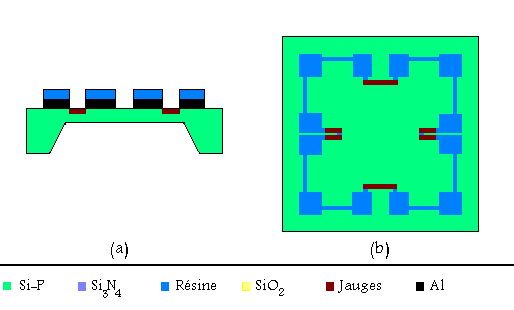 (a) (b)
Si–P Si₃N₄ Résine SiO₂ Jauges Al